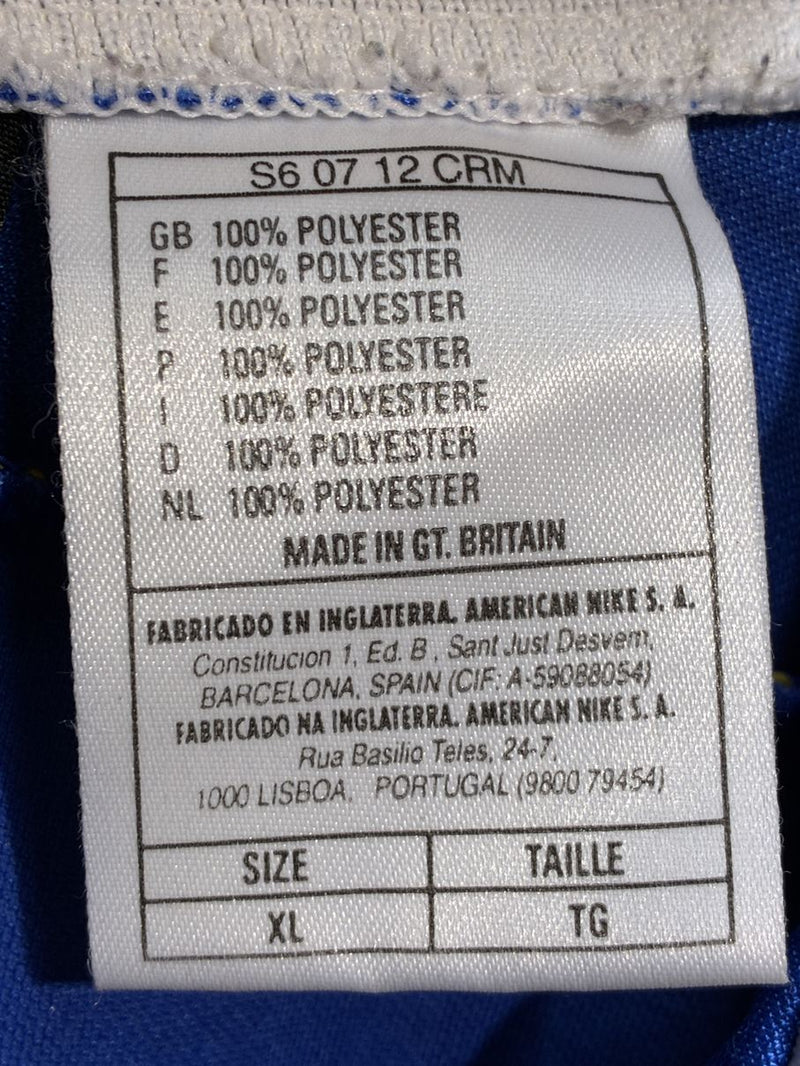 S6 07 12 CRM
GB 100% POLYESTER
F 100% POLYESTER
E 100% POLYESTER
P 100% POLYESTER
I 100% POLYESTERE
D 100% POLYESTER
NL 100% POLYESTER
MADE IN GT. BRITAIN
FABRICADO EN INGLATERRA. AMERICAN NIKE S. A.
Constitucion 1, Ed. B , Sant Just Desvern,
BARCELONA, SPAIN (CIF: A-59088054)
FABRICADO NA INGLATERRA. AMERICAN NIKE S. A.
Rua Basilio Teles, 24-7,
1000 LISBOA, PORTUGAL (9800 79454)
SIZE TAILLE
XL TG